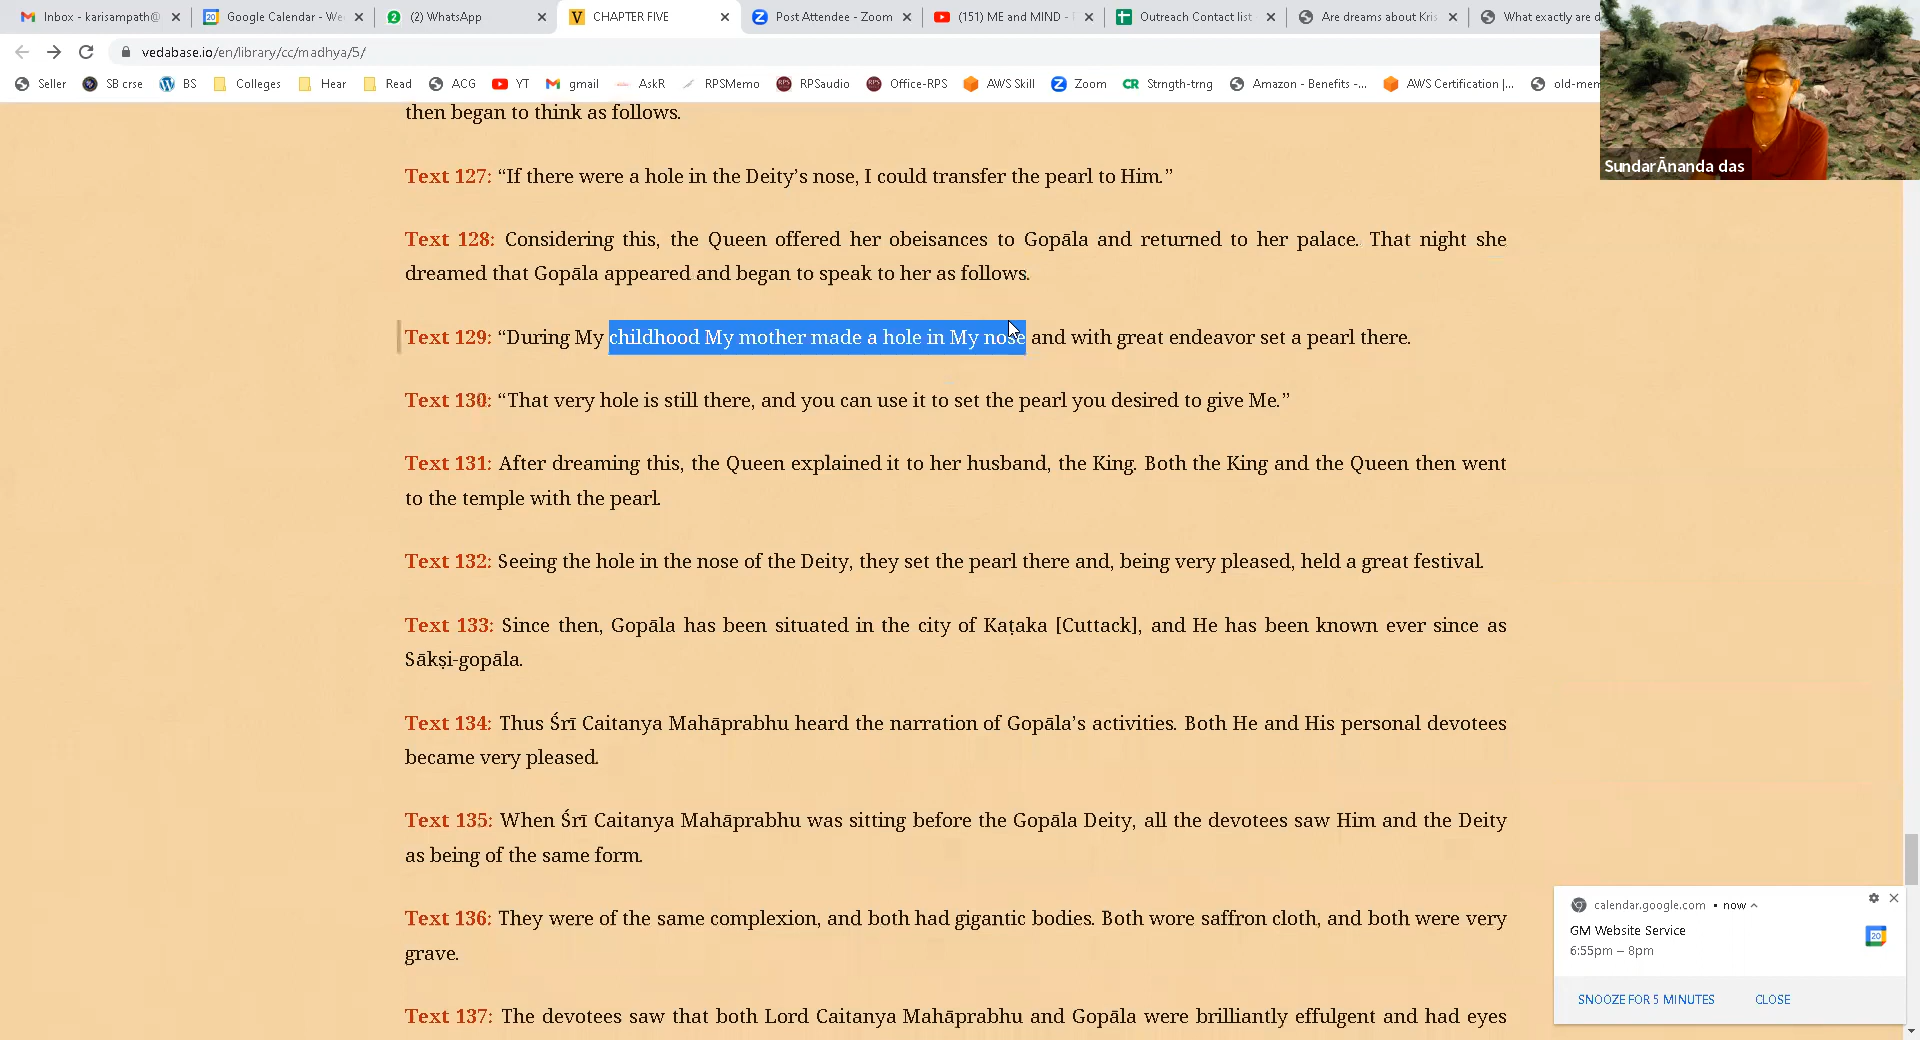 Inbox - karisampath@
Google Calendar - We
(2) WhatsApp
CHAPTER FIVE
Post Attendee - Zoom
(151) ME and MIND -
Outreach Contact list
Are dreams about Kris
What exactly are d
vedabase.io/en/library/cc/madhya/5/
Seller
SB crse
BS
Colleges
Hear
Read
ACG
YT
gmail
AskR
RPSMemo
RPSaudio
Office-RPS
AWS Skill
Zoom
Strngth-trng
Amazon - Benefits -...
AWS Certification |...
old-mem
SundarĀnanda das
then began to think as follows.
Text 127: “If there were a hole in the Deity’s nose, I could transfer the pearl to Him.”
Text 128: Considering this, the Queen offered her obeisances to Gopāla and returned to her palace. That night she
dreamed that Gopāla appeared and began to speak to her as follows.
Text 129: “During My childhood My mother made a hole in My nose and with great endeavor set a pearl there.
Text 130: “That very hole is still there, and you can use it to set the pearl you desired to give Me.”
Text 131: After dreaming this, the Queen explained it to her husband, the King. Both the King and the Queen then went
to the temple with the pearl.
Text 132: Seeing the hole in the nose of the Deity, they set the pearl there and, being very pleased, held a great festival.
Text 133: Since then, Gopāla has been situated in the city of Kaṭaka [Cuttack], and He has been known ever since as
Sākṣi-gopāla.
Text 134: Thus Śrī Caitanya Mahāprabhu heard the narration of Gopāla’s activities. Both He and His personal devotees
became very pleased.
Text 135: When Śrī Caitanya Mahāprabhu was sitting before the Gopāla Deity, all the devotees saw Him and the Deity
as being of the same form.
Text 136: They were of the same complexion, and both had gigantic bodies. Both wore saffron cloth, and both were very
grave.
Text 137: The devotees saw that both Lord Caitanya Mahāprabhu and Gopāla were brilliantly effulgent and had eyes
calendar.google.com • now
GM Website Service
6:55pm – 8pm
20
SNOOZE FOR 5 MINUTES
CLOSE